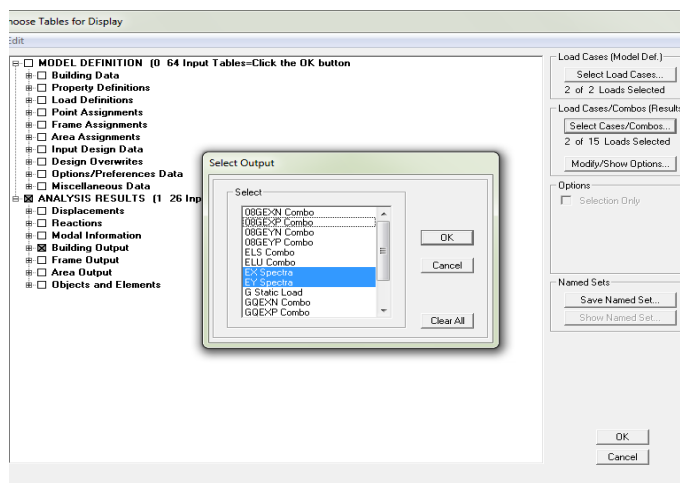 hoose Tables for Display
Edit
MODEL DEFINITION (0 64 Input Tables=Click the OK button
Building Data
Property Definitions
Load Definitions
Point Assignments
Frame Assignments
Area Assignments
Input Design Data
Design Overwrites
Options/Preferences Data
Miscellaneous Data
ANALYSIS RESULTS (1 26 Inp
Displacements
Reactions
Modal Information
Building Output
Frame Output
Area Output
Objects and Elements
Select Output
Select
08GEXN Combo
08GEXP Combo
08GEYN Combo
08GEYP Combo
ELS Combo
ELU Combo
EX Spectra
EY Spectra
G Static Load
GQEXN Combo
GQEXP Combo
OK
Cancel
Clear All
Load Cases (Model Def.)
Select Load Cases...
2 of 2 Loads Selected
Load Cases/Combos (Results
Select Cases/Combos...
2 of 15 Loads Selected
Modify/Show Options...
Options
Selection Only
Named Sets
Save Named Set...
Show Named Set...
OK
Cancel